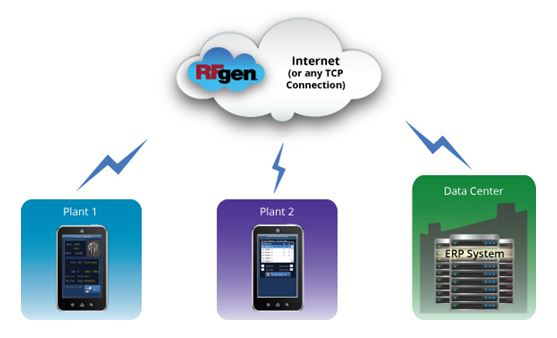 RFgen
Internet
(or any TCP
Connection)
Plant 1
Plant 2
Data Center
ERP System